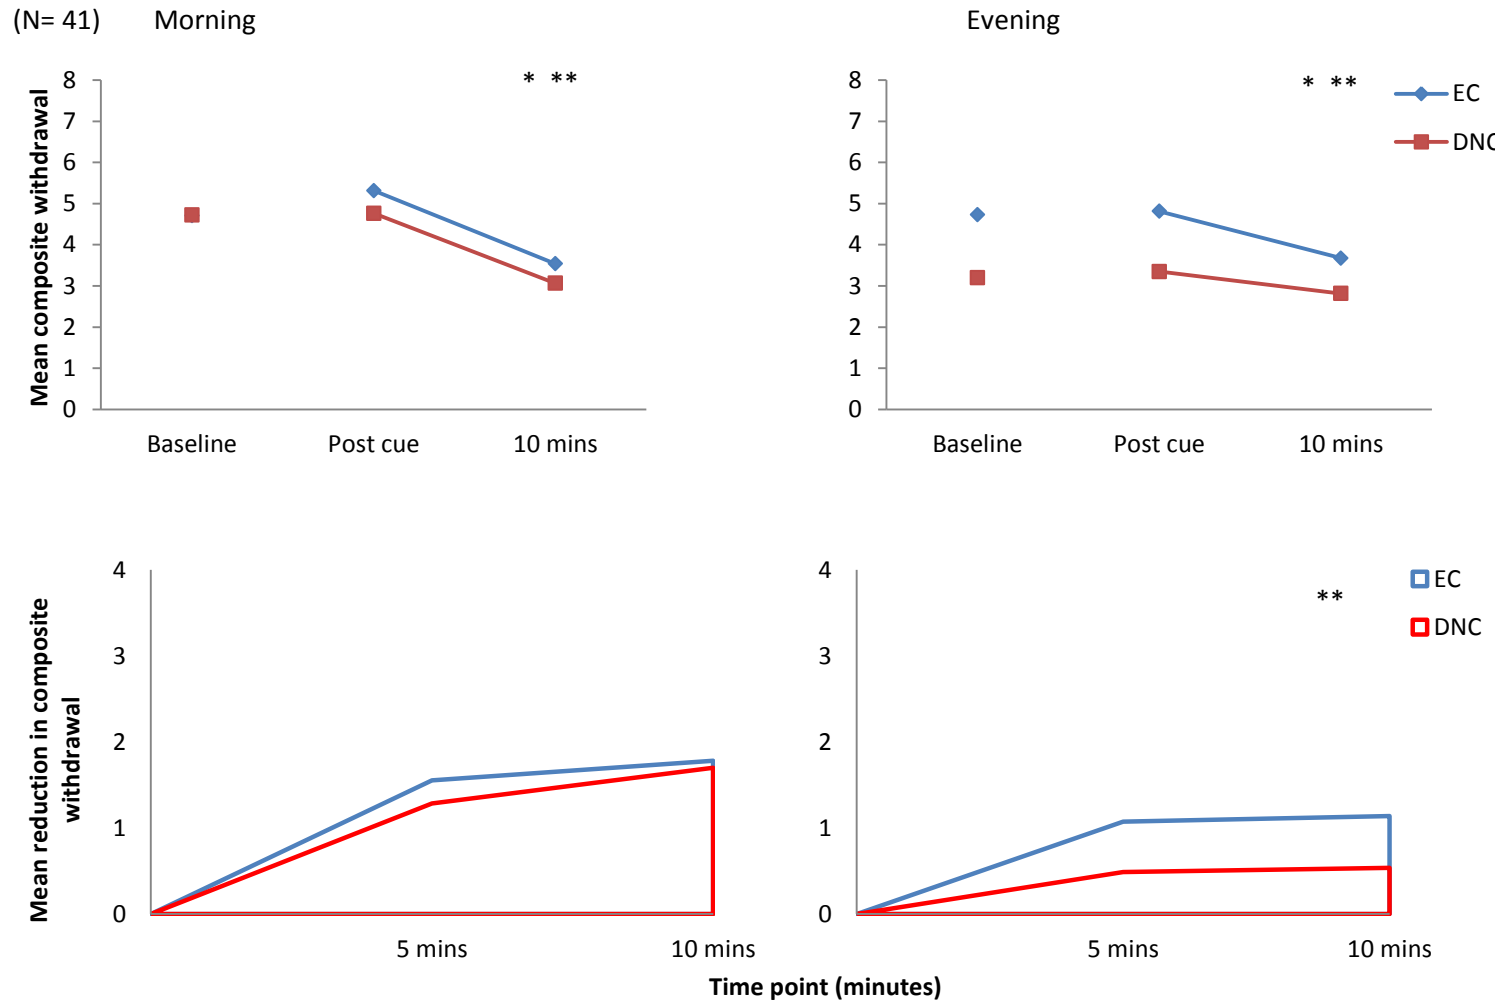 (N= 41) Morning
Evening
Mean composite withdrawal
8
7
6
5
4
3
2
1
0
* **
Baseline Post cue 10 mins
8
7
6
5
4
3
2
1
0
* **
Baseline Post cue 10 mins
EC
DNC
Mean reduction in composite
withdrawal
4
3
2
1
0
5 mins 10 mins
4
3
2
1
0
**
5 mins 10 mins
EC
DNC
Time point (minutes)